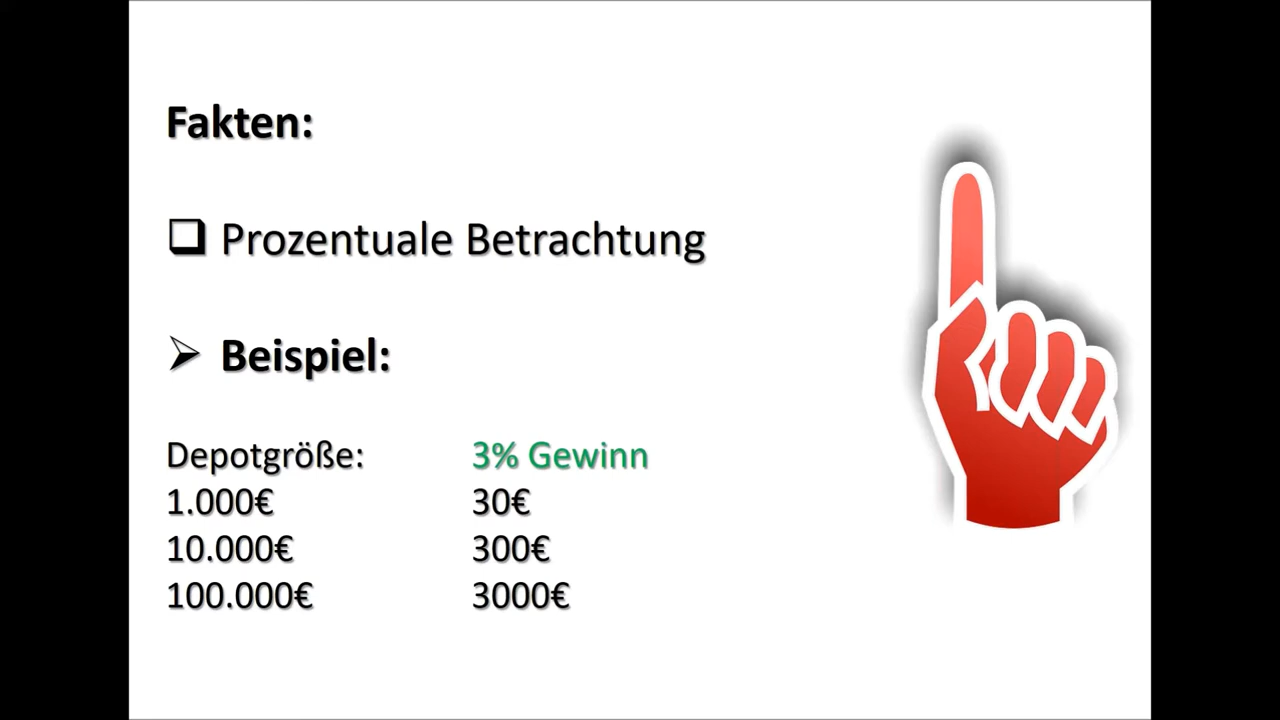 Fakten:
Prozentuale Betrachtung
Beispiel:
Depotgröße: 3% Gewinn
1.000€ 30€
10.000€ 300€
100.000€ 3000€